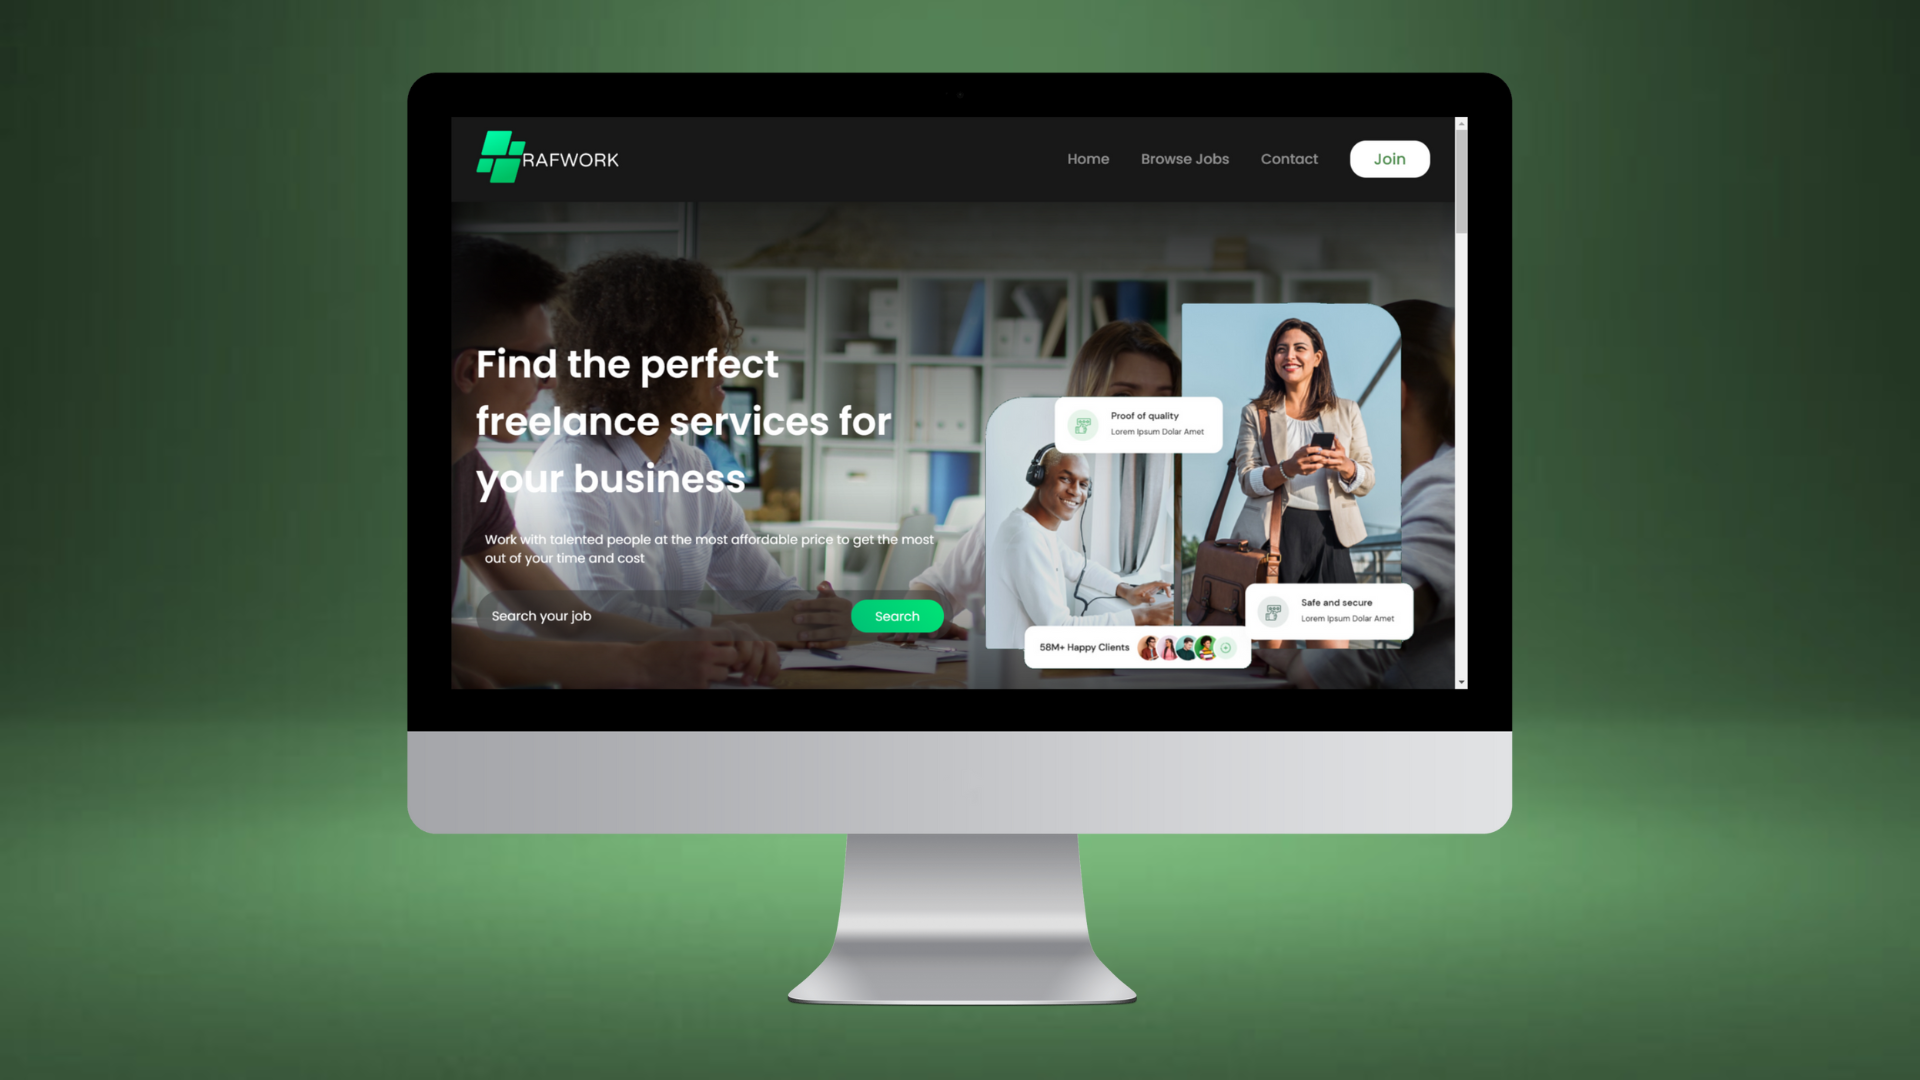 RAFWORK
Home
Browse Jobs
Contact
Join
Find the perfect
freelance services for
your business
Work with talented people at the most affordable price to get the most
out of your time and cost
Search your job
Search
Proof of quality
Lorem Ipsum Dolar Amet
Safe and secure
Lorem Ipsum Dolar Amet
58M+ Happy Clients